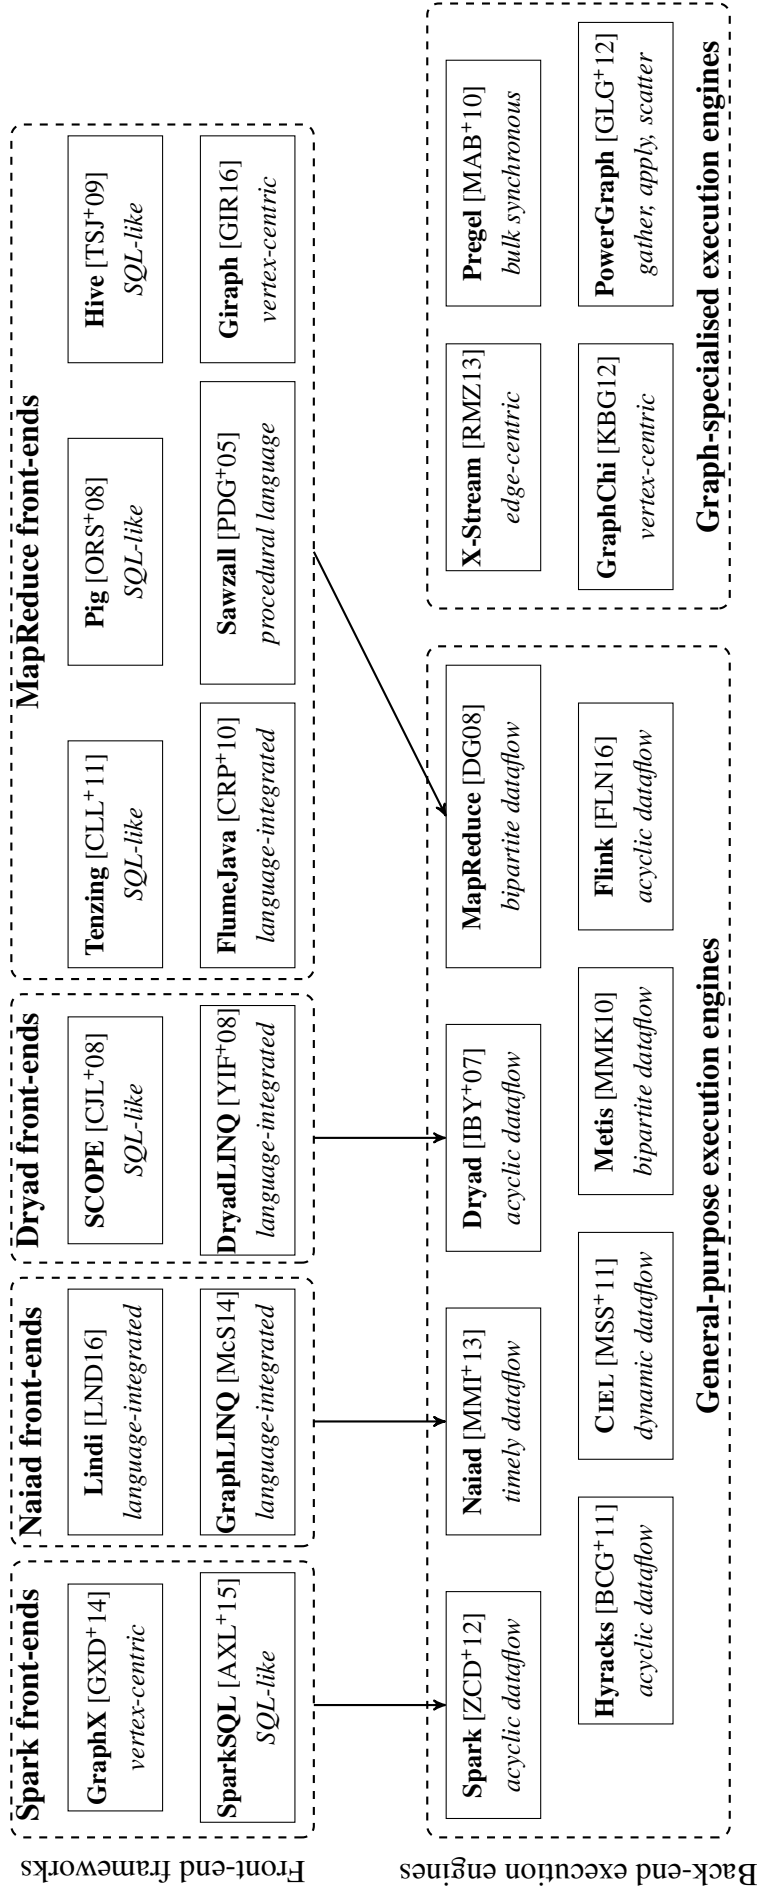 Front-end frameworks
Spark front-ends
GraphX [GXD+14]
vertex-centric
SparkSQL [AXL+15]
SQL-like
Naiad front-ends
Lindi [LND16]
language-integrated
GraphLINQ [McS14]
language-integrated
Dryad front-ends
SCOPE [CJL+08]
SQL-like
DryadLINQ [YIF+08]
language-integrated
MapReduce front-ends
Tenzing [CLL+11]
SQL-like
Pig [ORS+08]
SQL-like
Hive [TSJ+09]
SQL-like
FlumeJava [CRP+10]
language-integrated
Sawzall [PDG+05]
procedural language
Giraph [GIR16]
vertex-centric
Back-end execution engines
Spark [ZCD+12]
acyclic dataflow
Naiad [MMI+13]
timely dataflow
Dryad [IBY+07]
acyclic dataflow
MapReduce [DG08]
bipartite dataflow
Hyracks [BCG+11]
acyclic dataflow
CIEL [MSS+11]
dynamic dataflow
Metis [MMK10]
bipartite dataflow
Flink [FLN16]
acyclic dataflow
General-purpose execution engines
X-Stream [RMZ13]
edge-centric
Pregel [MAB+10]
bulk synchronous
GraphChi [KBG12]
vertex-centric
PowerGraph [GLG+12]
gather, apply, scatter
Graph-specialised execution engines